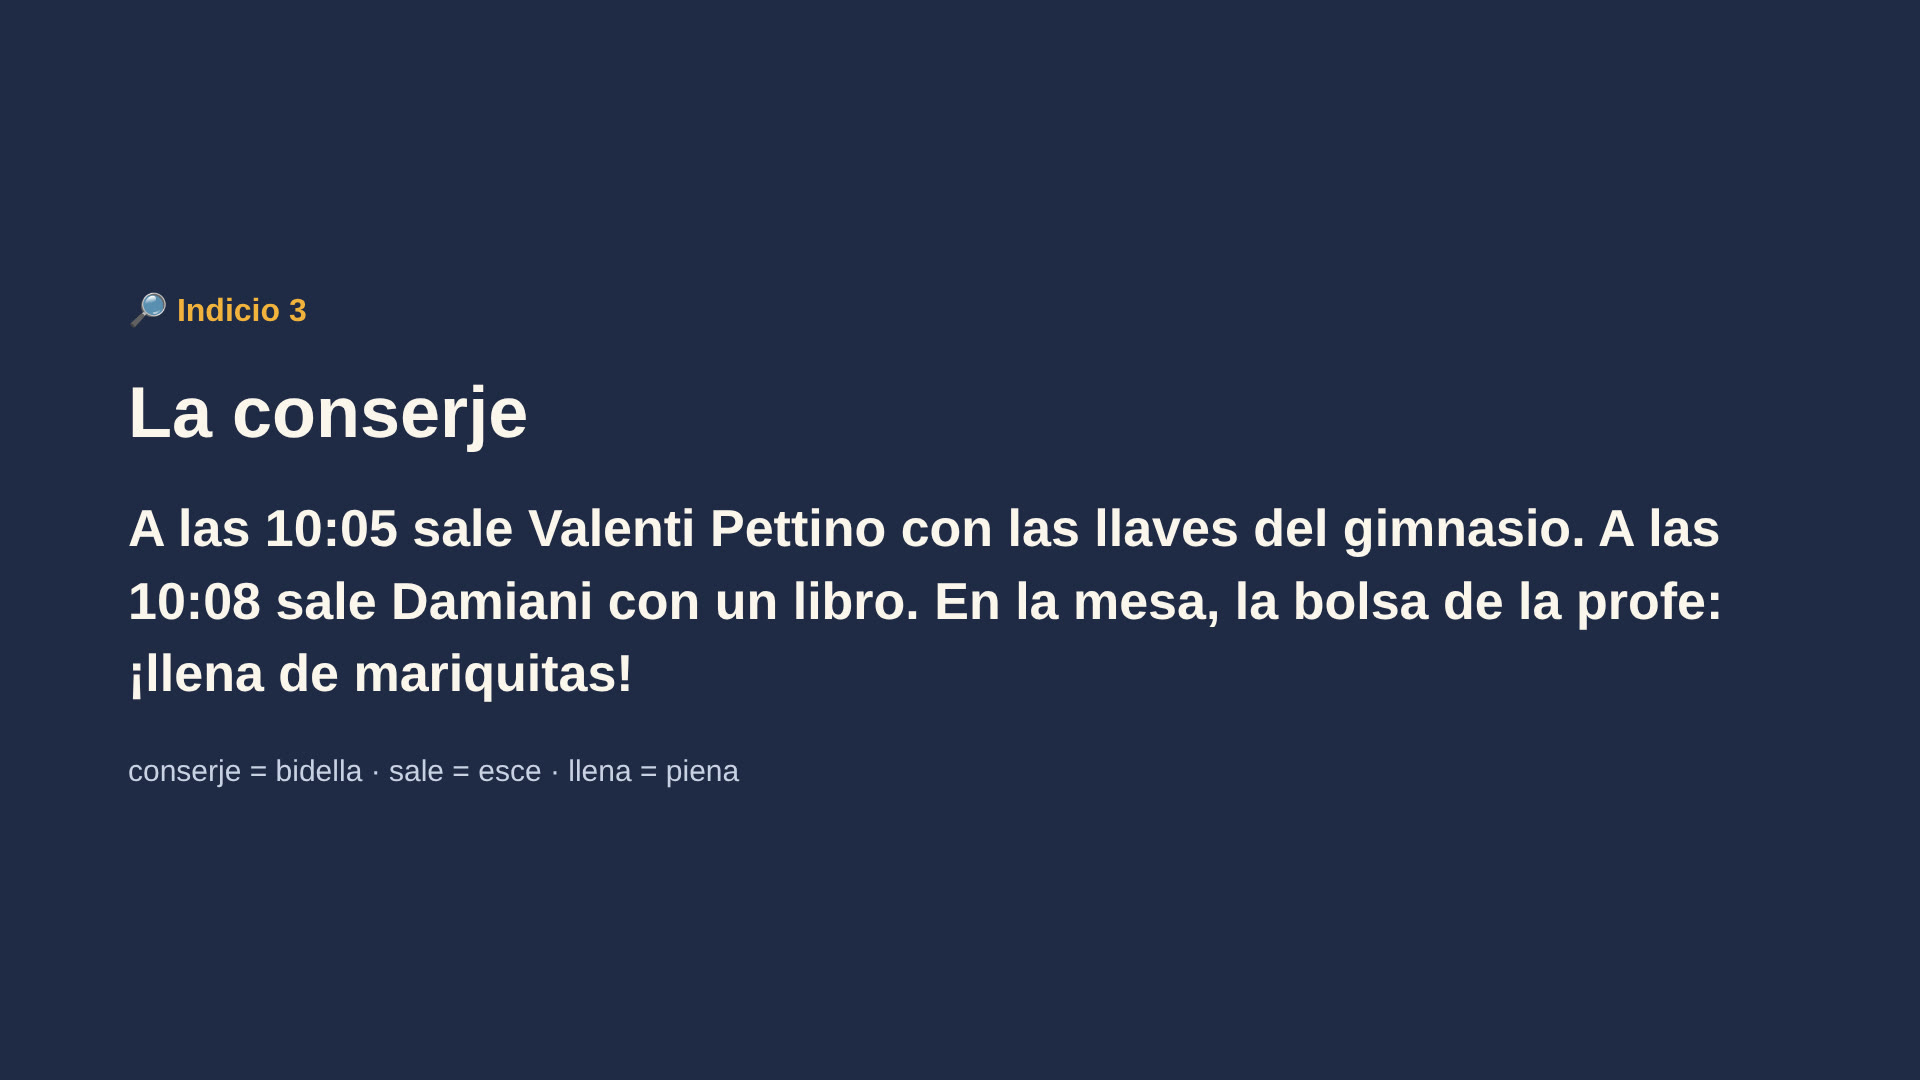 🔎 Indicio 3
La conserje
A las 10:05 sale Valenti Pettino con las llaves del gimnasio. A las
10:08 sale Damiani con un libro. En la mesa, la bolsa de la profe:
¡llena de mariquitas!
conserje = bidella · sale = esce · llena = piena